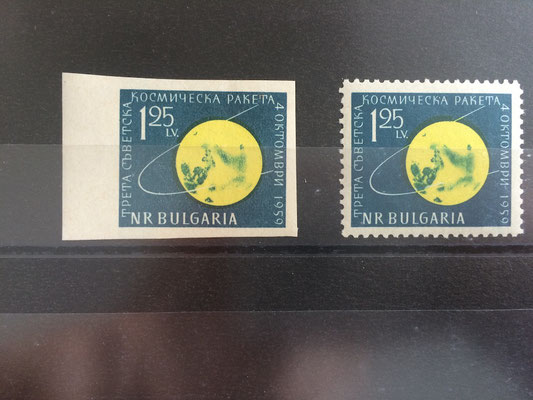 ТРЕТА СЪВЕТСКА
КОСМИЧЕСКА РАКЕТА
4 ОКТОМВРИ 1959
1 25
LV.
NR BULGARIA
ТРЕТА СЪВЕТСКА
КОСМИЧЕСКА РАКЕТА
4 ОКТОМВРИ 1959
1 25
LV.
NR BULGARIA